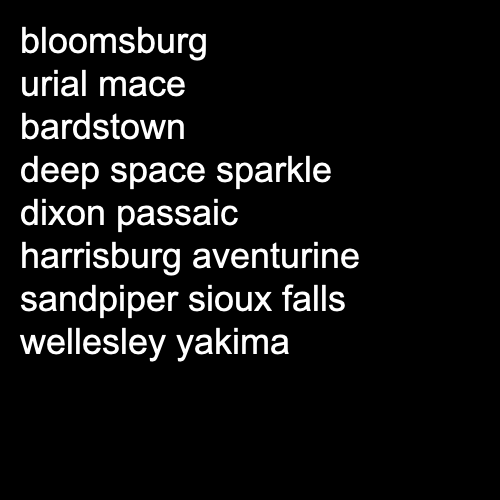 bloomsburg
urial mace
bardstown
deep space sparkle
dixon passaic
harrisburg aventurine
sandpiper sioux falls
wellesley yakima